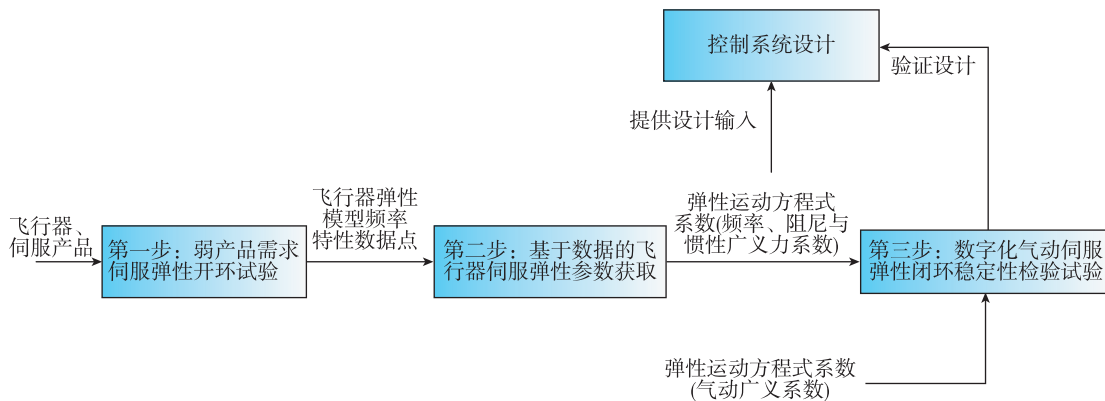 控制系统设计
验证设计
提供设计输入
飞行器、
伺服产品
第一步：弱产品需求
伺服弹性开环试验
飞行器弹性
模型频率
特性数据点
第二步：基于数据的飞
行器伺服弹性参数获取
弹性运动方程式
系数(频率、阻尼与
惯性广义力系数)
第三步：数字化气动伺服
弹性闭环稳定性检验试验
弹性运动方程式系数
(气动广义系数)